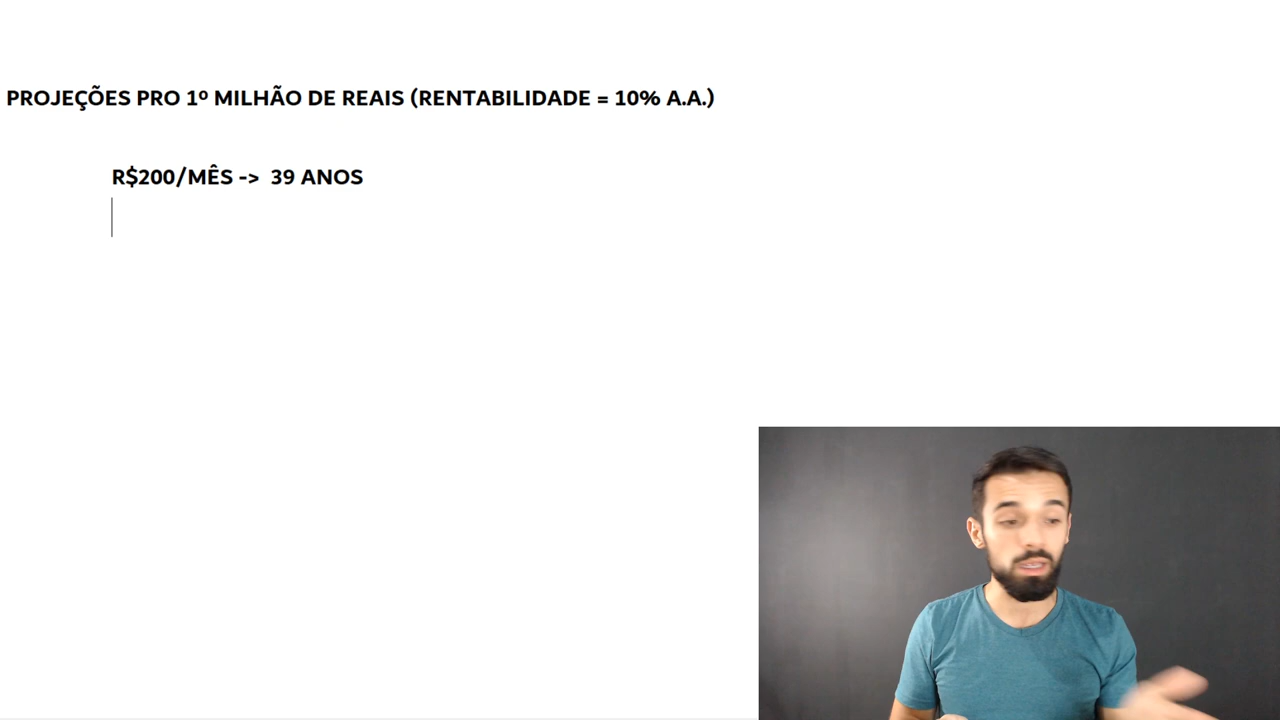 PROJEÇÕES PRO 1º MILHÃO DE REAIS (RENTABILIDADE = 10% A.A.)
R$200/MÊS -> 39 ANOS